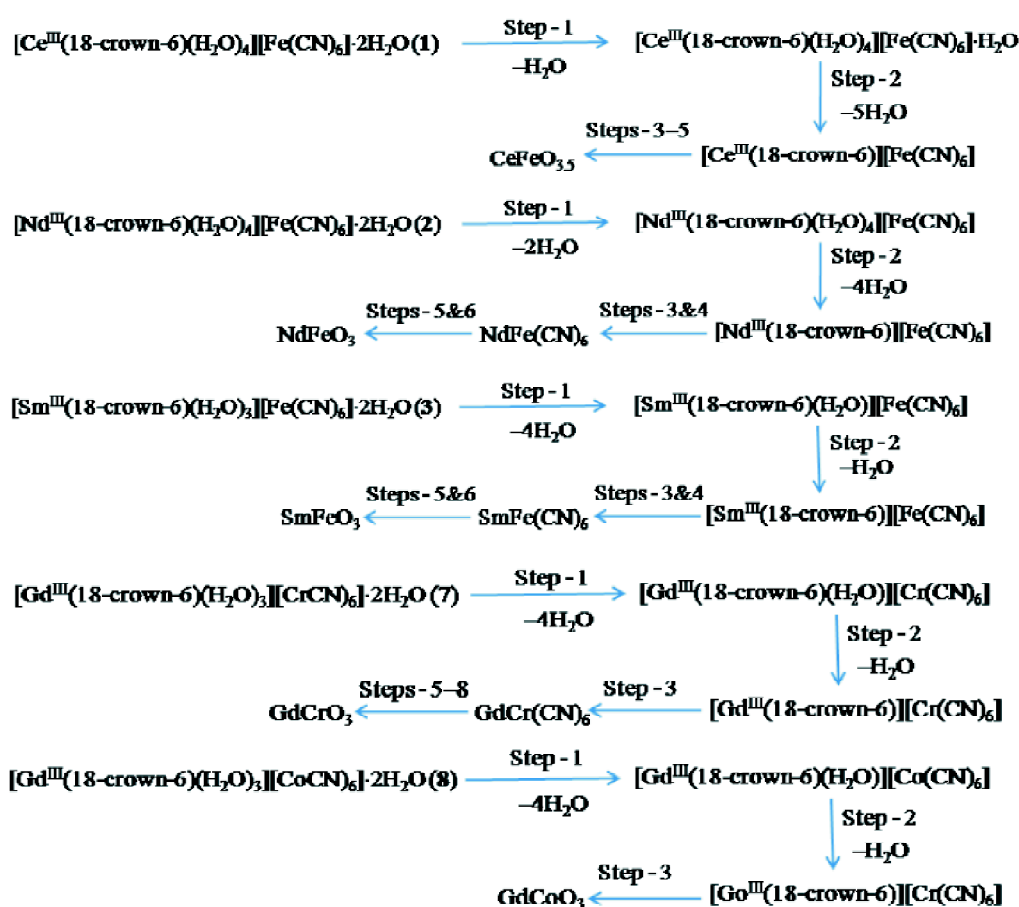 [Ce^III(18-crown-6)(H₂O)₄][Fe(CN)₆]·2H₂O (1) Step - 1 [Ce^III(18-crown-6)(H₂O)₄][Fe(CN)₆]·H₂O
–H₂O
Step - 2
–5H₂O
CeFeO₃.₅ Steps - 3–5 [Ce^III(18-crown-6)][Fe(CN)₆]
[Nd^III(18-crown-6)(H₂O)₄][Fe(CN)₆]·2H₂O (2) Step - 1 [Nd^III(18-crown-6)(H₂O)₄][Fe(CN)₆]
–2H₂O
Step - 2
–4H₂O
NdFeO₃ Steps - 5&6 NdFe(CN)₆ Steps - 3&4 [Nd^III(18-crown-6)][Fe(CN)₆]
[Sm^III(18-crown-6)(H₂O)₃][Fe(CN)₆]·2H₂O (3) Step - 1 [Sm^III(18-crown-6)(H₂O)][Fe(CN)₆]
–4H₂O
Step - 2
–H₂O
SmFeO₃ Steps - 5&6 SmFe(CN)₆ Steps - 3&4 [Sm^III(18-crown-6)][Fe(CN)₆]
[Gd^III(18-crown-6)(H₂O)₃][CrCN)₆]·2H₂O (7) Step - 1 [Gd^III(18-crown-6)(H₂O)][Cr(CN)₆]
–4H₂O
Step - 2
–H₂O
GdCrO₃ Steps - 5–8 GdCr(CN)₆ Step - 3 [Gd^III(18-crown-6)][Cr(CN)₆]
[Gd^III(18-crown-6)(H₂O)₃][CoCN)₆]·2H₂O (8) Step - 1 [Gd^III(18-crown-6)(H₂O)][Co(CN)₆]
–4H₂O
Step - 2
–H₂O
GdCoO₃ Step - 3 [Go^III(18-crown-6)][Cr(CN)₆]